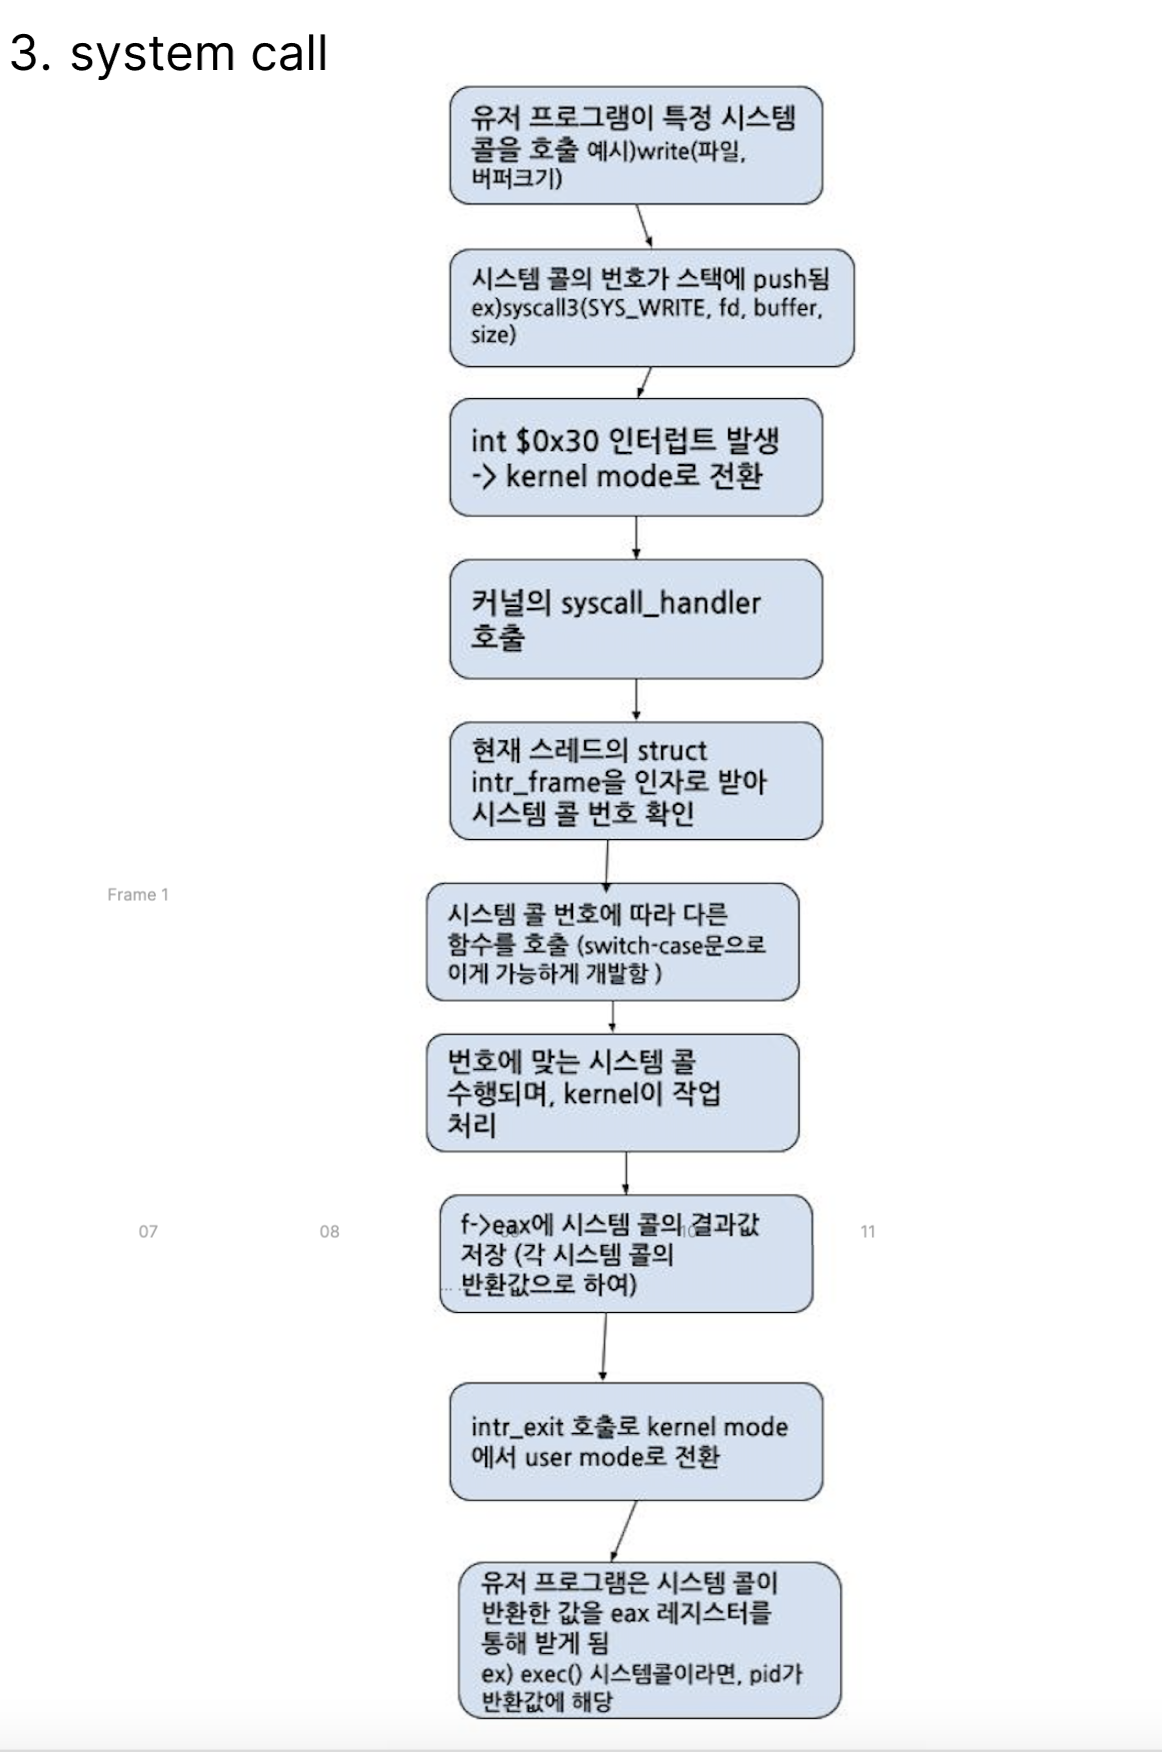 3. system call
유저 프로그램이 특정 시스템
콜을 호출 예시)write(파일,
버퍼크기)
시스템 콜의 번호가 스택에 push됨
ex)syscall3(SYS_WRITE, fd, buffer,
size)
int $0x30 인터럽트 발생
-> kernel mode로 전환
커널의 syscall_handler
호출
현재 스레드의 struct
intr_frame을 인자로 받아
시스템 콜 번호 확인
Frame 1
시스템 콜 번호에 따라 다른
함수를 호출 (switch-case문으로
이게 가능하게 개발함 )
번호에 맞는 시스템 콜
수행되며, kernel이 작업
처리
07 08 10 11
f->eax에 시스템 콜의 결과값
저장 (각 시스템 콜의
반환값으로 하여)
intr_exit 호출로 kernel mode
에서 user mode로 전환
유저 프로그램은 시스템 콜이
반환한 값을 eax 레지스터를
통해 받게 됨
ex) exec() 시스템콜이라면, pid가
반환값에 해당